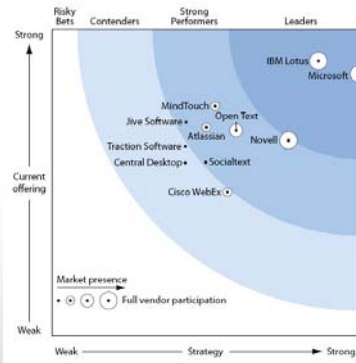 Risky Bets Contenders Strong Performers Leaders
Strong
IBM Lotus
Microsoft
MindTouch
Open Text
Jive Software
Atlassian
Novell
Traction Software
Central Desktop
Socialtext
Current offering
Cisco WebEx
Market presence
Full vendor participation
Weak
Weak Strategy Strong